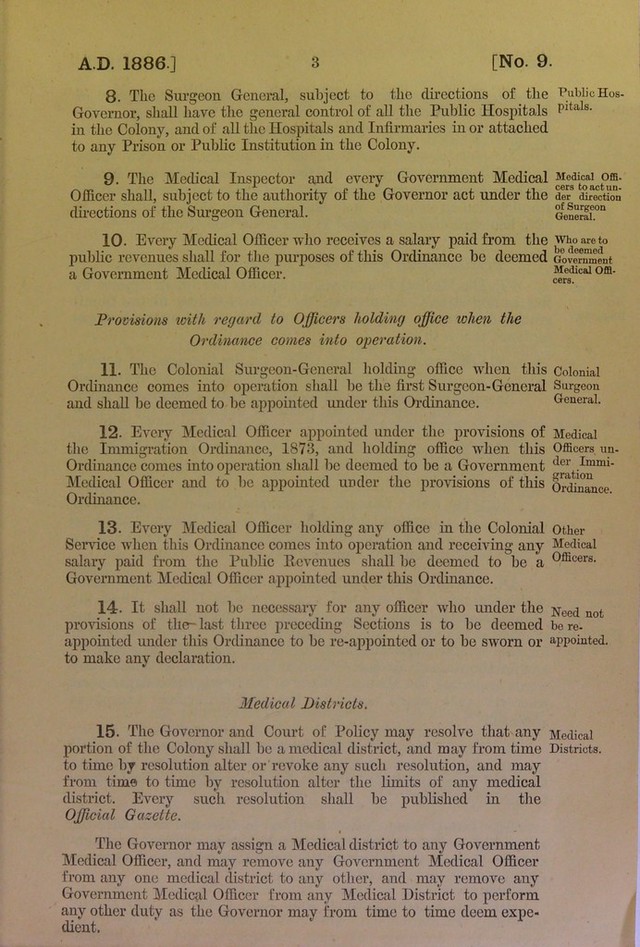 A.D. 1886.] 3 [No. 9.
8. The Surgeon General, subject to the directions of the
Governor, shall have the general control of all the Public Hospitals
in the Colony, and of all the Hospitals and Infirmaries in or attached
to any Prison or Public Institution in the Colony.
Public Hos-
pitals.
9. The Medical Inspector and every Government Medical
Officer shall, subject to the authority of the Governor act under the
directions of the Surgeon General.
Medical Offi-
cers to act un-
der direction
of Surgeon
General.
10. Every Medical Officer who receives a salary paid from the
public revenues shall for the purposes of this Ordinance be deemed
a Government Medical Officer.
Who are to
be deemed
Government
Medical Offi-
cers.
Provisions with regard to Officers holding office when the
Ordinance comes into operation.
11. The Colonial Surgeon-General holding office when this
Ordinance comes into operation shall be the first Surgeon-General
and shall be deemed to be appointed under this Ordinance.
Colonial
Surgeon
General.
12. Every Medical Officer appointed under the provisions of
the Immigration Ordinance, 1873, and holding office when this
Ordinance comes into operation shall be deemed to be a Government
Medical Officer and to be appointed under the provisions of this
Ordinance.
Medical
Officers un-
der Immi-
gration
Ordinance.
13. Every Medical Officer holding any office in the Colonial
Service when this Ordinance comes into operation and receiving any
salary paid from the Public Revenues shall be deemed to be a
Government Medical Officer appointed under this Ordinance.
Other
Medical
Officers.
14. It shall not be necessary for any officer who under the
provisions of the last three preceding Sections is to be deemed
appointed under this Ordinance to be re-appointed or to be sworn or
to make any declaration.
Need not
be re-
appointed.
Medical Districts.
15. The Governor and Court of Policy may resolve that any
portion of the Colony shall be a medical district, and may from time
to time by resolution alter or revoke any such resolution, and may
from time to time by resolution alter the limits of any medical
district. Every such resolution shall be published in the
Official Gazette.
Medical
Districts.
The Governor may assign a Medical district to any Government
Medical Officer, and may remove any Government Medical Officer
from any one medical district to any other, and may remove any
Government Medical Officer from any Medical District to perform
any other duty as the Governor may from time to time deem expe-
dient.